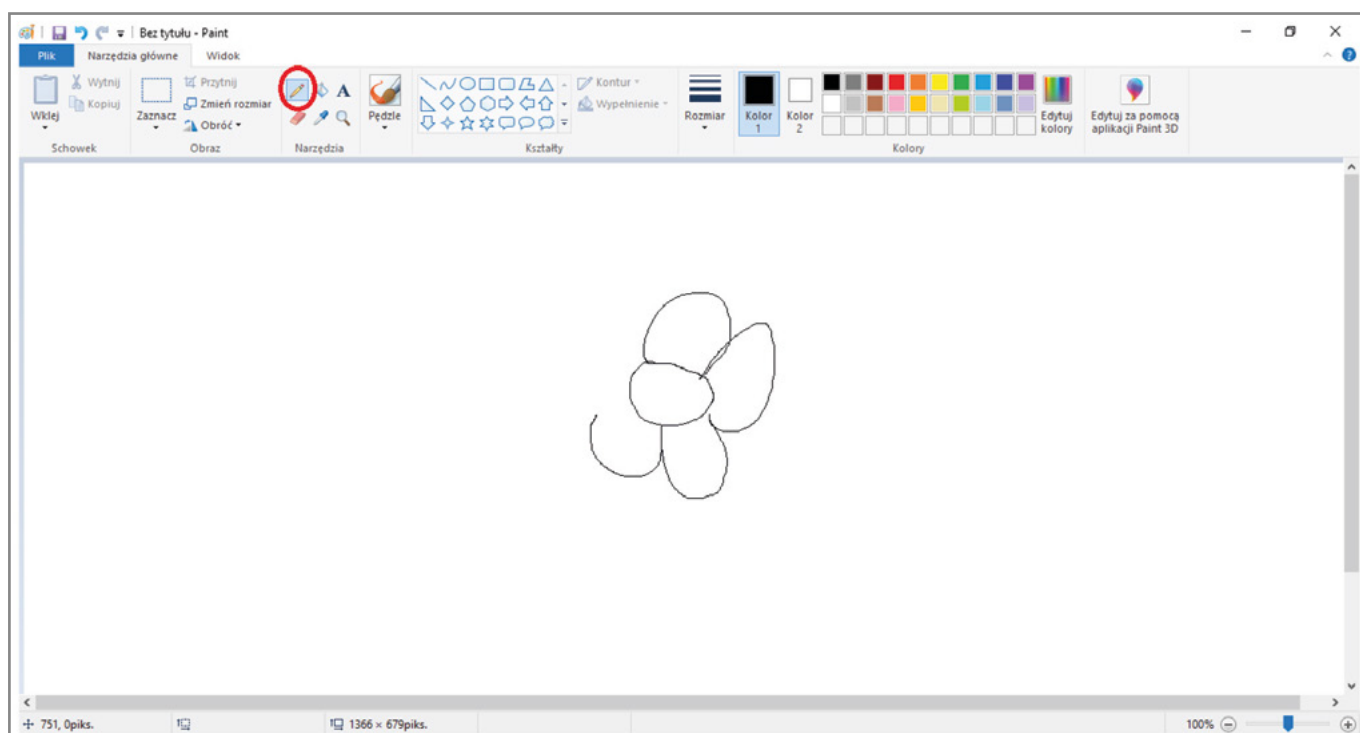 Bez tytułu - Paint
Plik Narzędzia główne Widok
Wklej
Wytnij
Kopiuj
Schowek
Zaznacz
Przytnij
Zmień rozmiar
Obróć
Obraz
A
Narzędzia
Pędzle
Kontur
Wypełnienie
Kształty
Rozmiar
Kolor 1
Kolor 2
Edytuj kolory
Kolory
Edytuj za pomocą aplikacji Paint 3D
751, 0piks.
1366 × 679piks.
100%